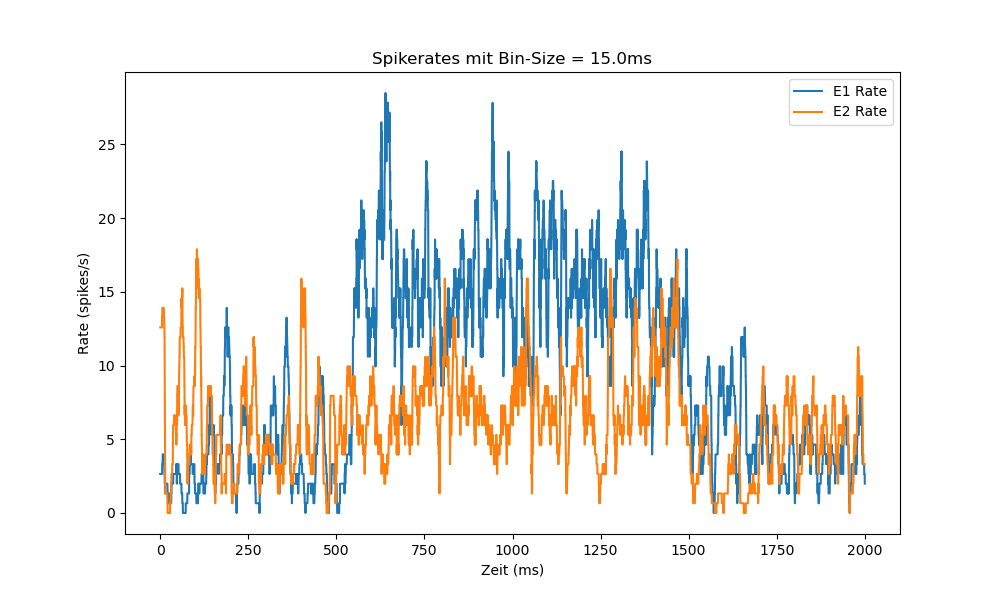 Spikerates mit Bin-Size = 15.0ms
E1 Rate
E2 Rate
Rate (spikes/s)
25
20
15
10
5
0
0 250 500 750 1000 1250 1500 1750 2000
Zeit (ms)